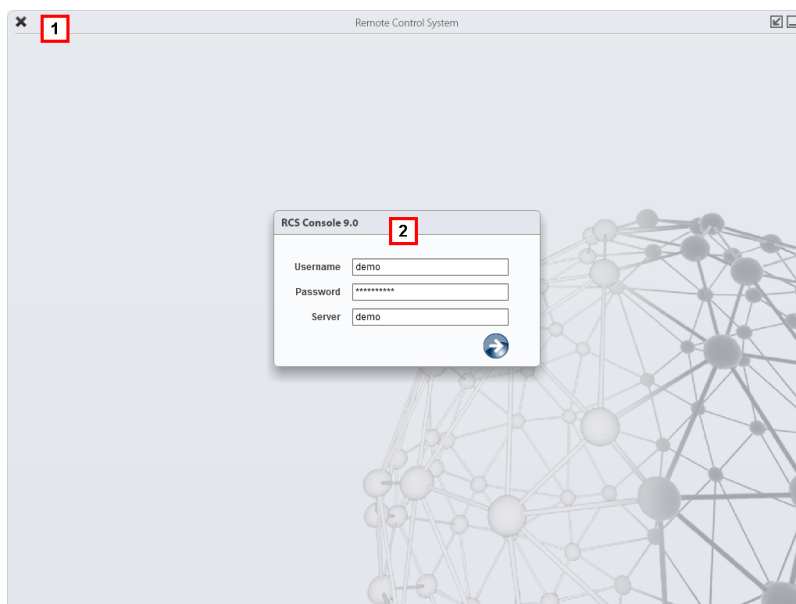 1
Remote Control System
RCS Console 9.0
2
Username demo
Password **********
Server demo